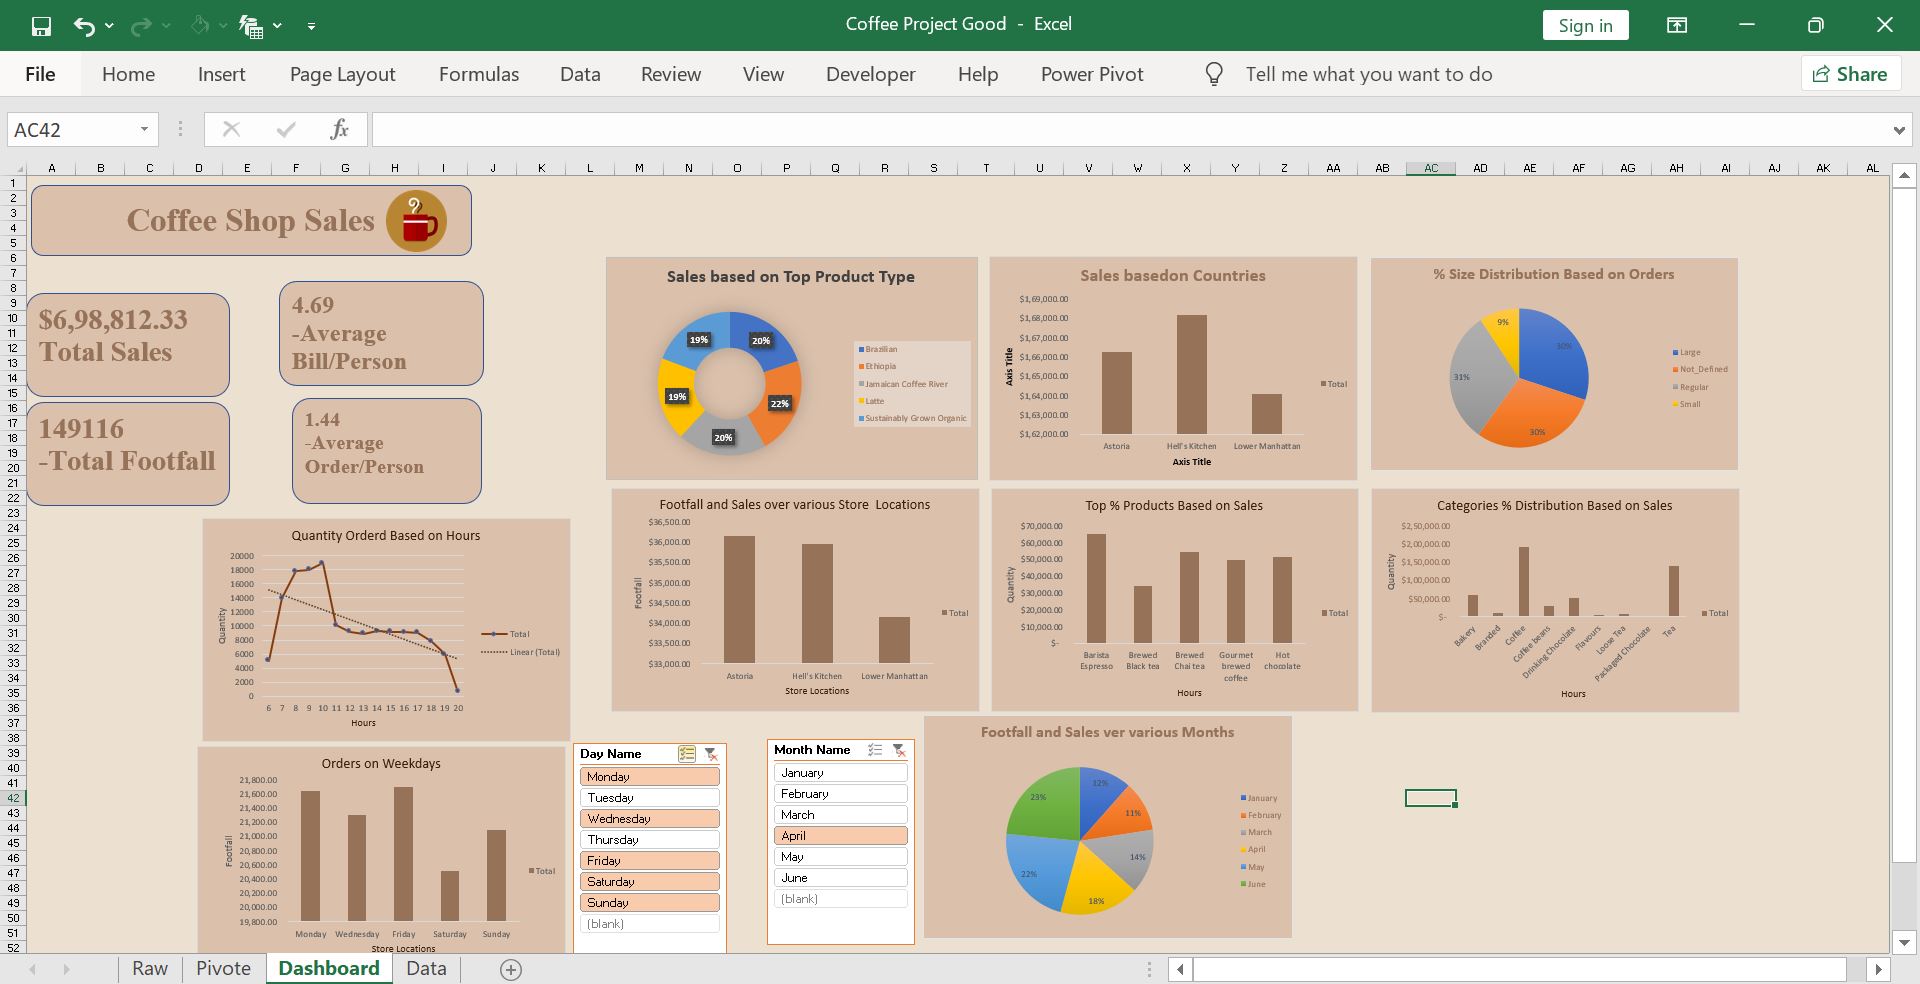 Coffee Project Good - Excel
Sign in
File Home Insert Page Layout Formulas Data Review View Developer Help Power Pivot Tell me what you want to do Share
AC42 fx
A B C D E F G H I J K L M N O P Q R S T U V W X Y Z AA AB AC AD AE AF AG AH AI AJ AK AL
1
2
3
4
5
6
7
8
9
10
11
12
13
14
15
16
17
18
19
20
21
22
23
24
25
26
27
28
29
30
31
32
33
34
35
36
37
38
39
40
41
42
43
44
45
46
47
48
49
50
51
52
Coffee Shop Sales
$6,98,812.33
Total Sales
4.69
-Average
Bill/Person
149116
-Total Footfall
1.44
-Average
Order/Person
Sales based on Top Product Type
19%
20%
19%
22%
20%
Brazilian
Ethiopia
Jamaican Coffee River
Latte
Sustainably Grown Organic
Sales basedon Countries
Axis Title
$1,69,000.00
$1,68,000.00
$1,67,000.00
$1,66,000.00
$1,65,000.00
$1,64,000.00
$1,63,000.00
$1,62,000.00
Astoria Hell's Kitchen Lower Manhattan
Axis Title
Total
% Size Distribution Based on Orders
9%
30%
31%
30%
Large
Not_Defined
Regular
Small
Quantity Orderd Based on Hours
Quantity
20000
18000
16000
14000
12000
10000
8000
6000
4000
2000
0
6 7 8 9 10 11 12 13 14 15 16 17 18 19 20
Hours
Total
Linear (Total)
Footfall and Sales over various Store Locations
Footfall
$36,500.00
$36,000.00
$35,500.00
$35,000.00
$34,500.00
$34,000.00
$33,500.00
$33,000.00
Astoria Hell's Kitchen Lower Manhattan
Store Locations
Total
Top % Products Based on Sales
Quantity
$70,000.00
$60,000.00
$50,000.00
$40,000.00
$30,000.00
$20,000.00
$10,000.00
$-
Barista Espresso
Brewed Black tea
Brewed Chai tea
Gourmet brewed coffee
Hot chocolate
Hours
Total
Categories % Distribution Based on Sales
Quantity
$2,50,000.00
$2,00,000.00
$1,50,000.00
$1,00,000.00
$50,000.00
$-
Bakery
Branded
Coffee
Coffee beans
Drinking Chocolate
Flavours
Loose Tea
Packaged Chocolate
Tea
Hours
Total
Orders on Weekdays
Footfall
21,800.00
21,600.00
21,400.00
21,200.00
21,000.00
20,800.00
20,600.00
20,400.00
20,200.00
20,000.00
19,800.00
Monday Wednesday Friday Saturday Sunday
Store Locations
Total
Day Name
Monday
Tuesday
Wednesday
Thursday
Friday
Saturday
Sunday
(blank)
Month Name
January
February
March
April
May
June
(blank)
Footfall and Sales ver various Months
23%
12%
11%
14%
18%
22%
January
February
March
April
May
June
Raw Pivote Dashboard Data